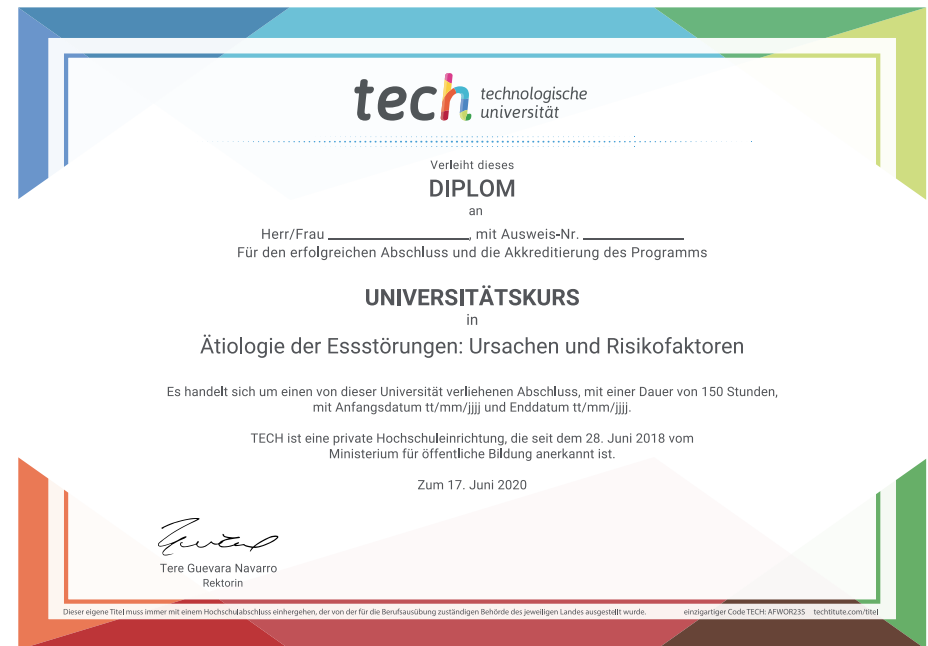 tech technologische
universität
Verleiht dieses
DIPLOM
an
Herr/Frau ____________, mit Ausweis-Nr. ____________
Für den erfolgreichen Abschluss und die Akkreditierung des Programms
UNIVERSITÄTSKURS
in
Ätiologie der Essstörungen: Ursachen und Risikofaktoren
Es handelt sich um einen von dieser Universität verliehenen Abschluss, mit einer Dauer von 150 Stunden,
mit Anfangsdatum tt/mm/jjjj und Enddatum tt/mm/jjjj.
TECH ist eine private Hochschuleinrichtung, die seit dem 28. Juni 2018 vom
Ministerium für öffentliche Bildung anerkannt ist.
Zum 17. Juni 2020
Tere Guevara Navarro
Rektorin
Dieser eigene Titel muss immer mit einem Hochschulabschluss einhergehen, der von der für die Berufsausübung zuständigen Behörde des jeweiligen Landes ausgestellt wurde. einzigartiger Code TECH: AFWOR235 techtitute.com/titel